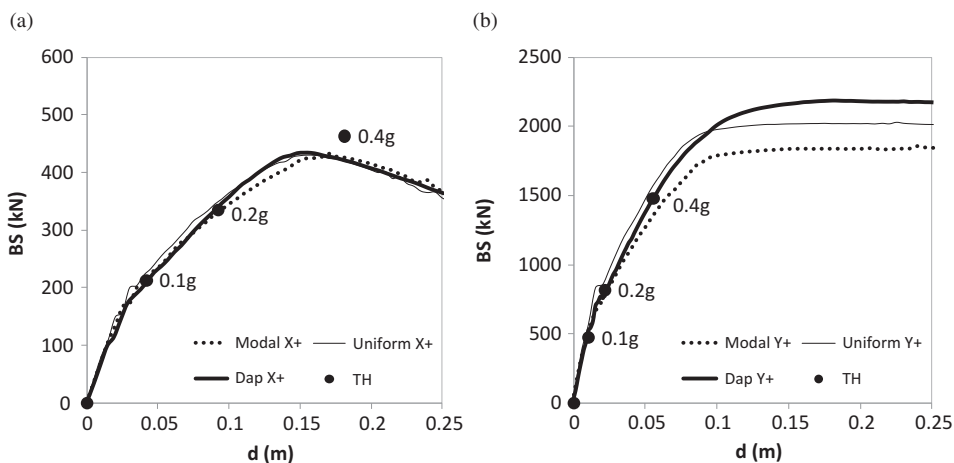 (a)
600
500
400
300
200
100
0
BS (kN)
0.4g
0.2g
0.1g
Modal X+
Uniform X+
Dap X+
TH
0
0.05
0.1
0.15
0.2
0.25
d (m)
(b)
2500
2000
1500
1000
500
0
BS (kN)
0.4g
0.2g
0.1g
Modal Y+
Uniform Y+
Dap Y+
TH
0
0.05
0.1
0.15
0.2
0.25
d (m)